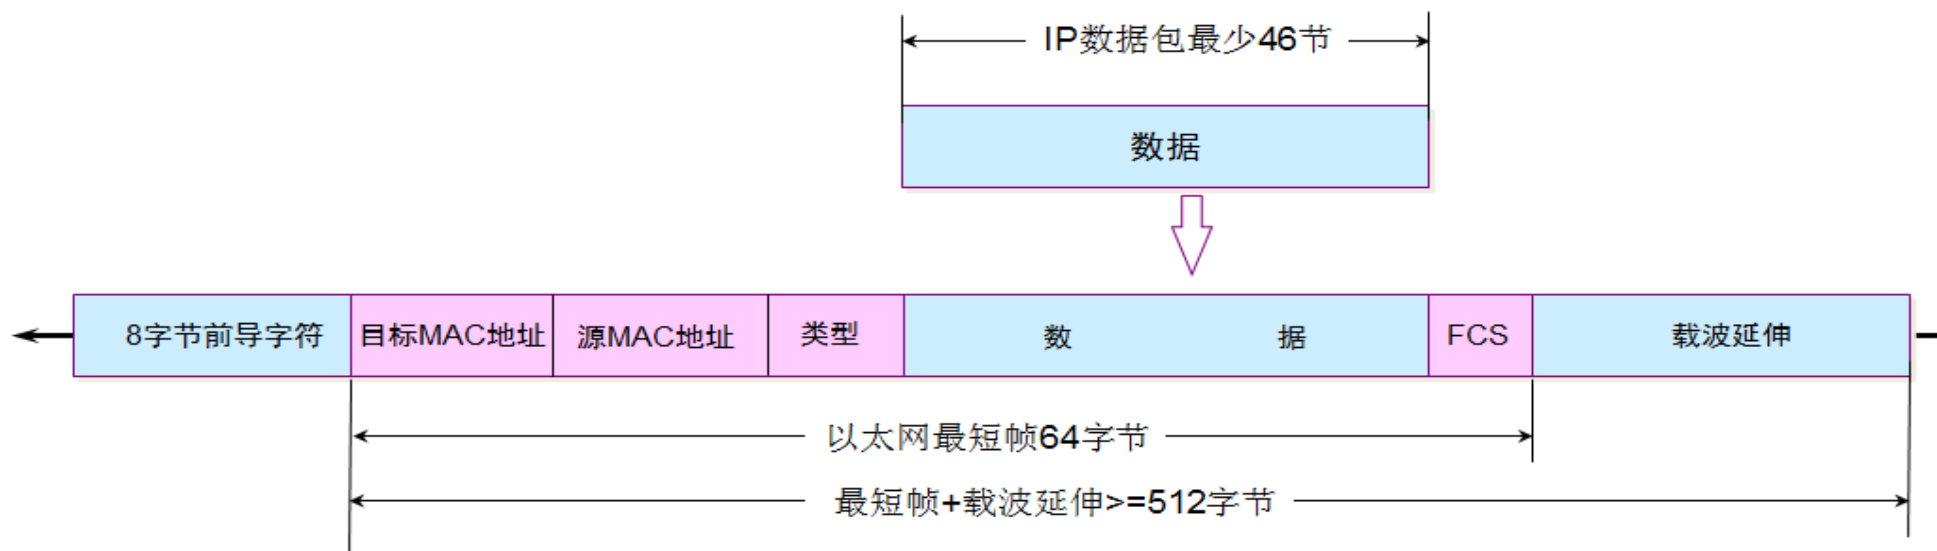 IP数据包最少46节
数据
8字节前导字符
目标MAC地址
源MAC地址
类型
数 据
FCS
载波延伸
以太网最短帧64字节
最短帧+载波延伸>=512字节